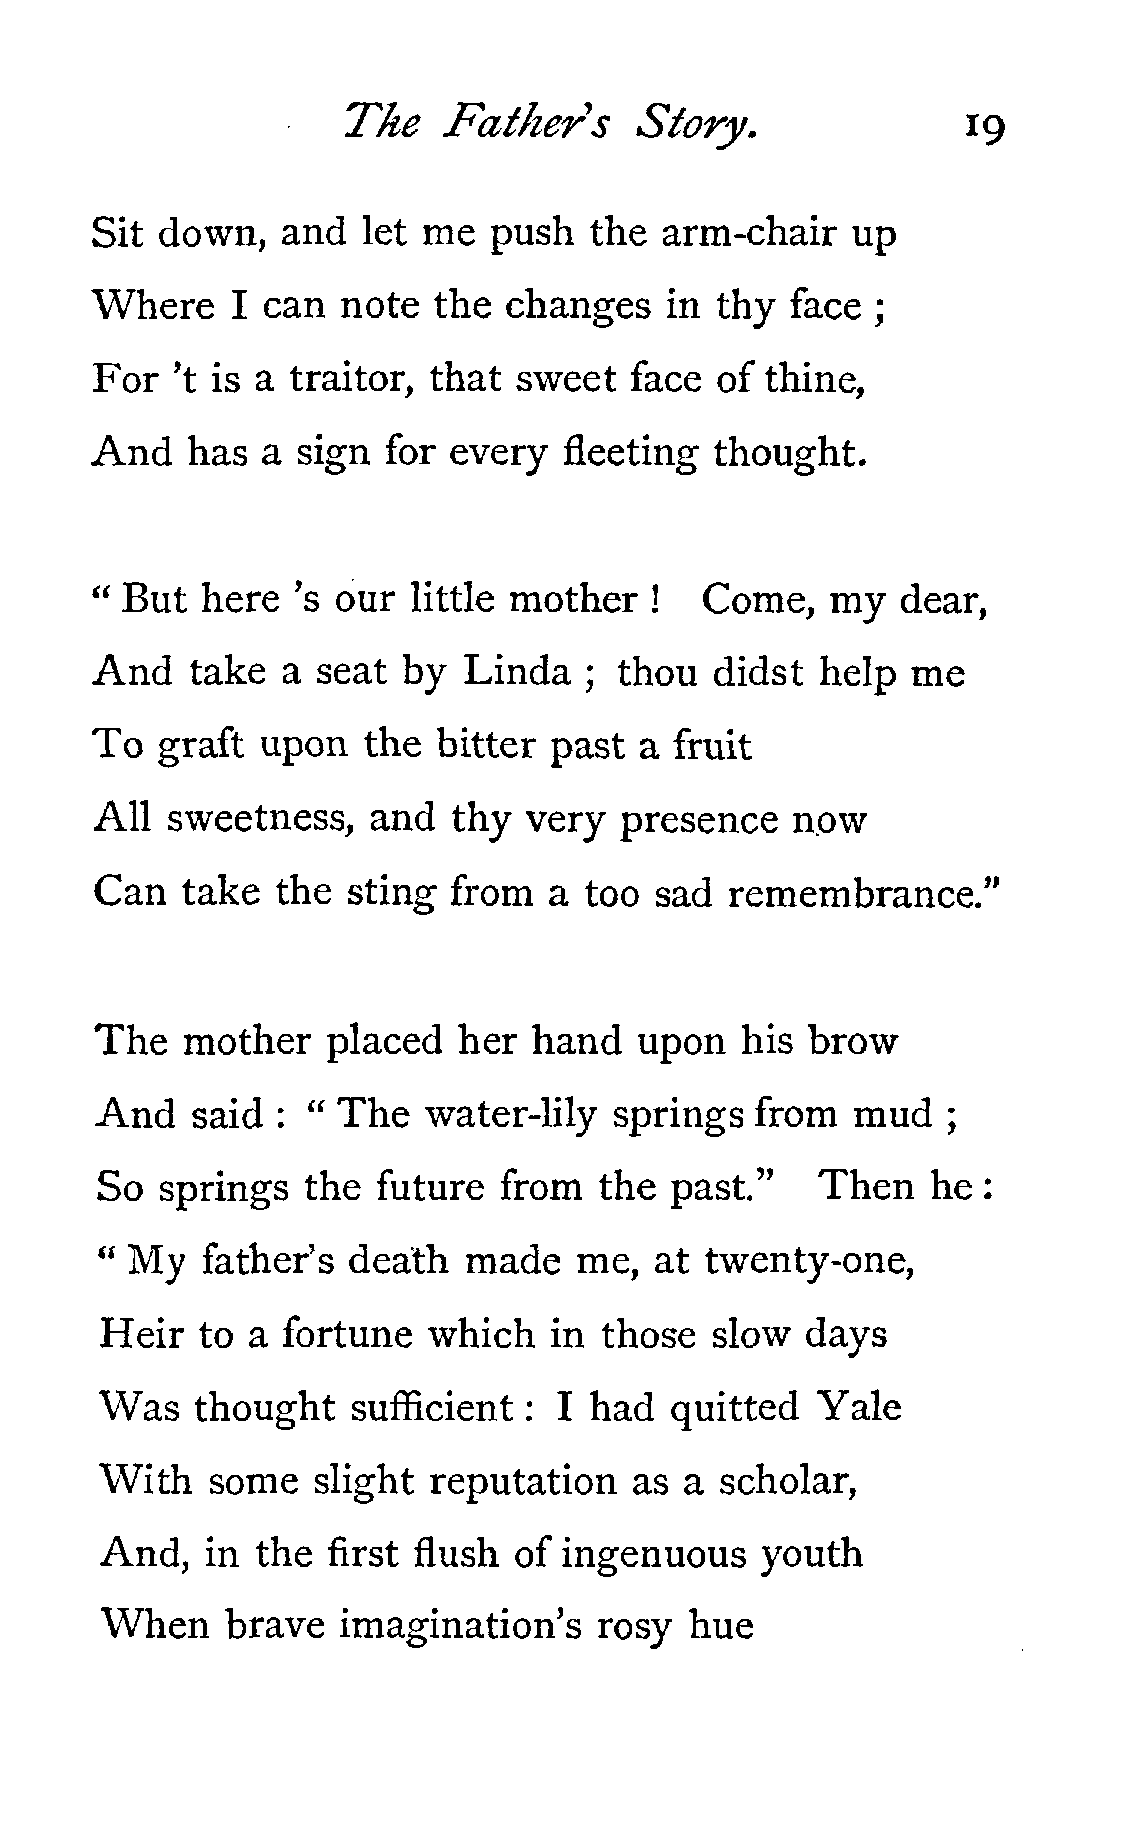 The Father's Story. 19
Sit down, and let me push the arm-chair up
Where I can note the changes in thy face ;
For 't is a traitor, that sweet face of thine,
And has a sign for every fleeting thought.
“ But here 's our little mother ! Come, my dear,
And take a seat by Linda ; thou didst help me
To graft upon the bitter past a fruit
All sweetness, and thy very presence now
Can take the sting from a too sad remembrance.”
The mother placed her hand upon his brow
And said : “ The water-lily springs from mud ;
So springs the future from the past.” Then he :
“ My father's death made me, at twenty-one,
Heir to a fortune which in those slow days
Was thought sufficient : I had quitted Yale
With some slight reputation as a scholar,
And, in the first flush of ingenuous youth
When brave imagination's rosy hue